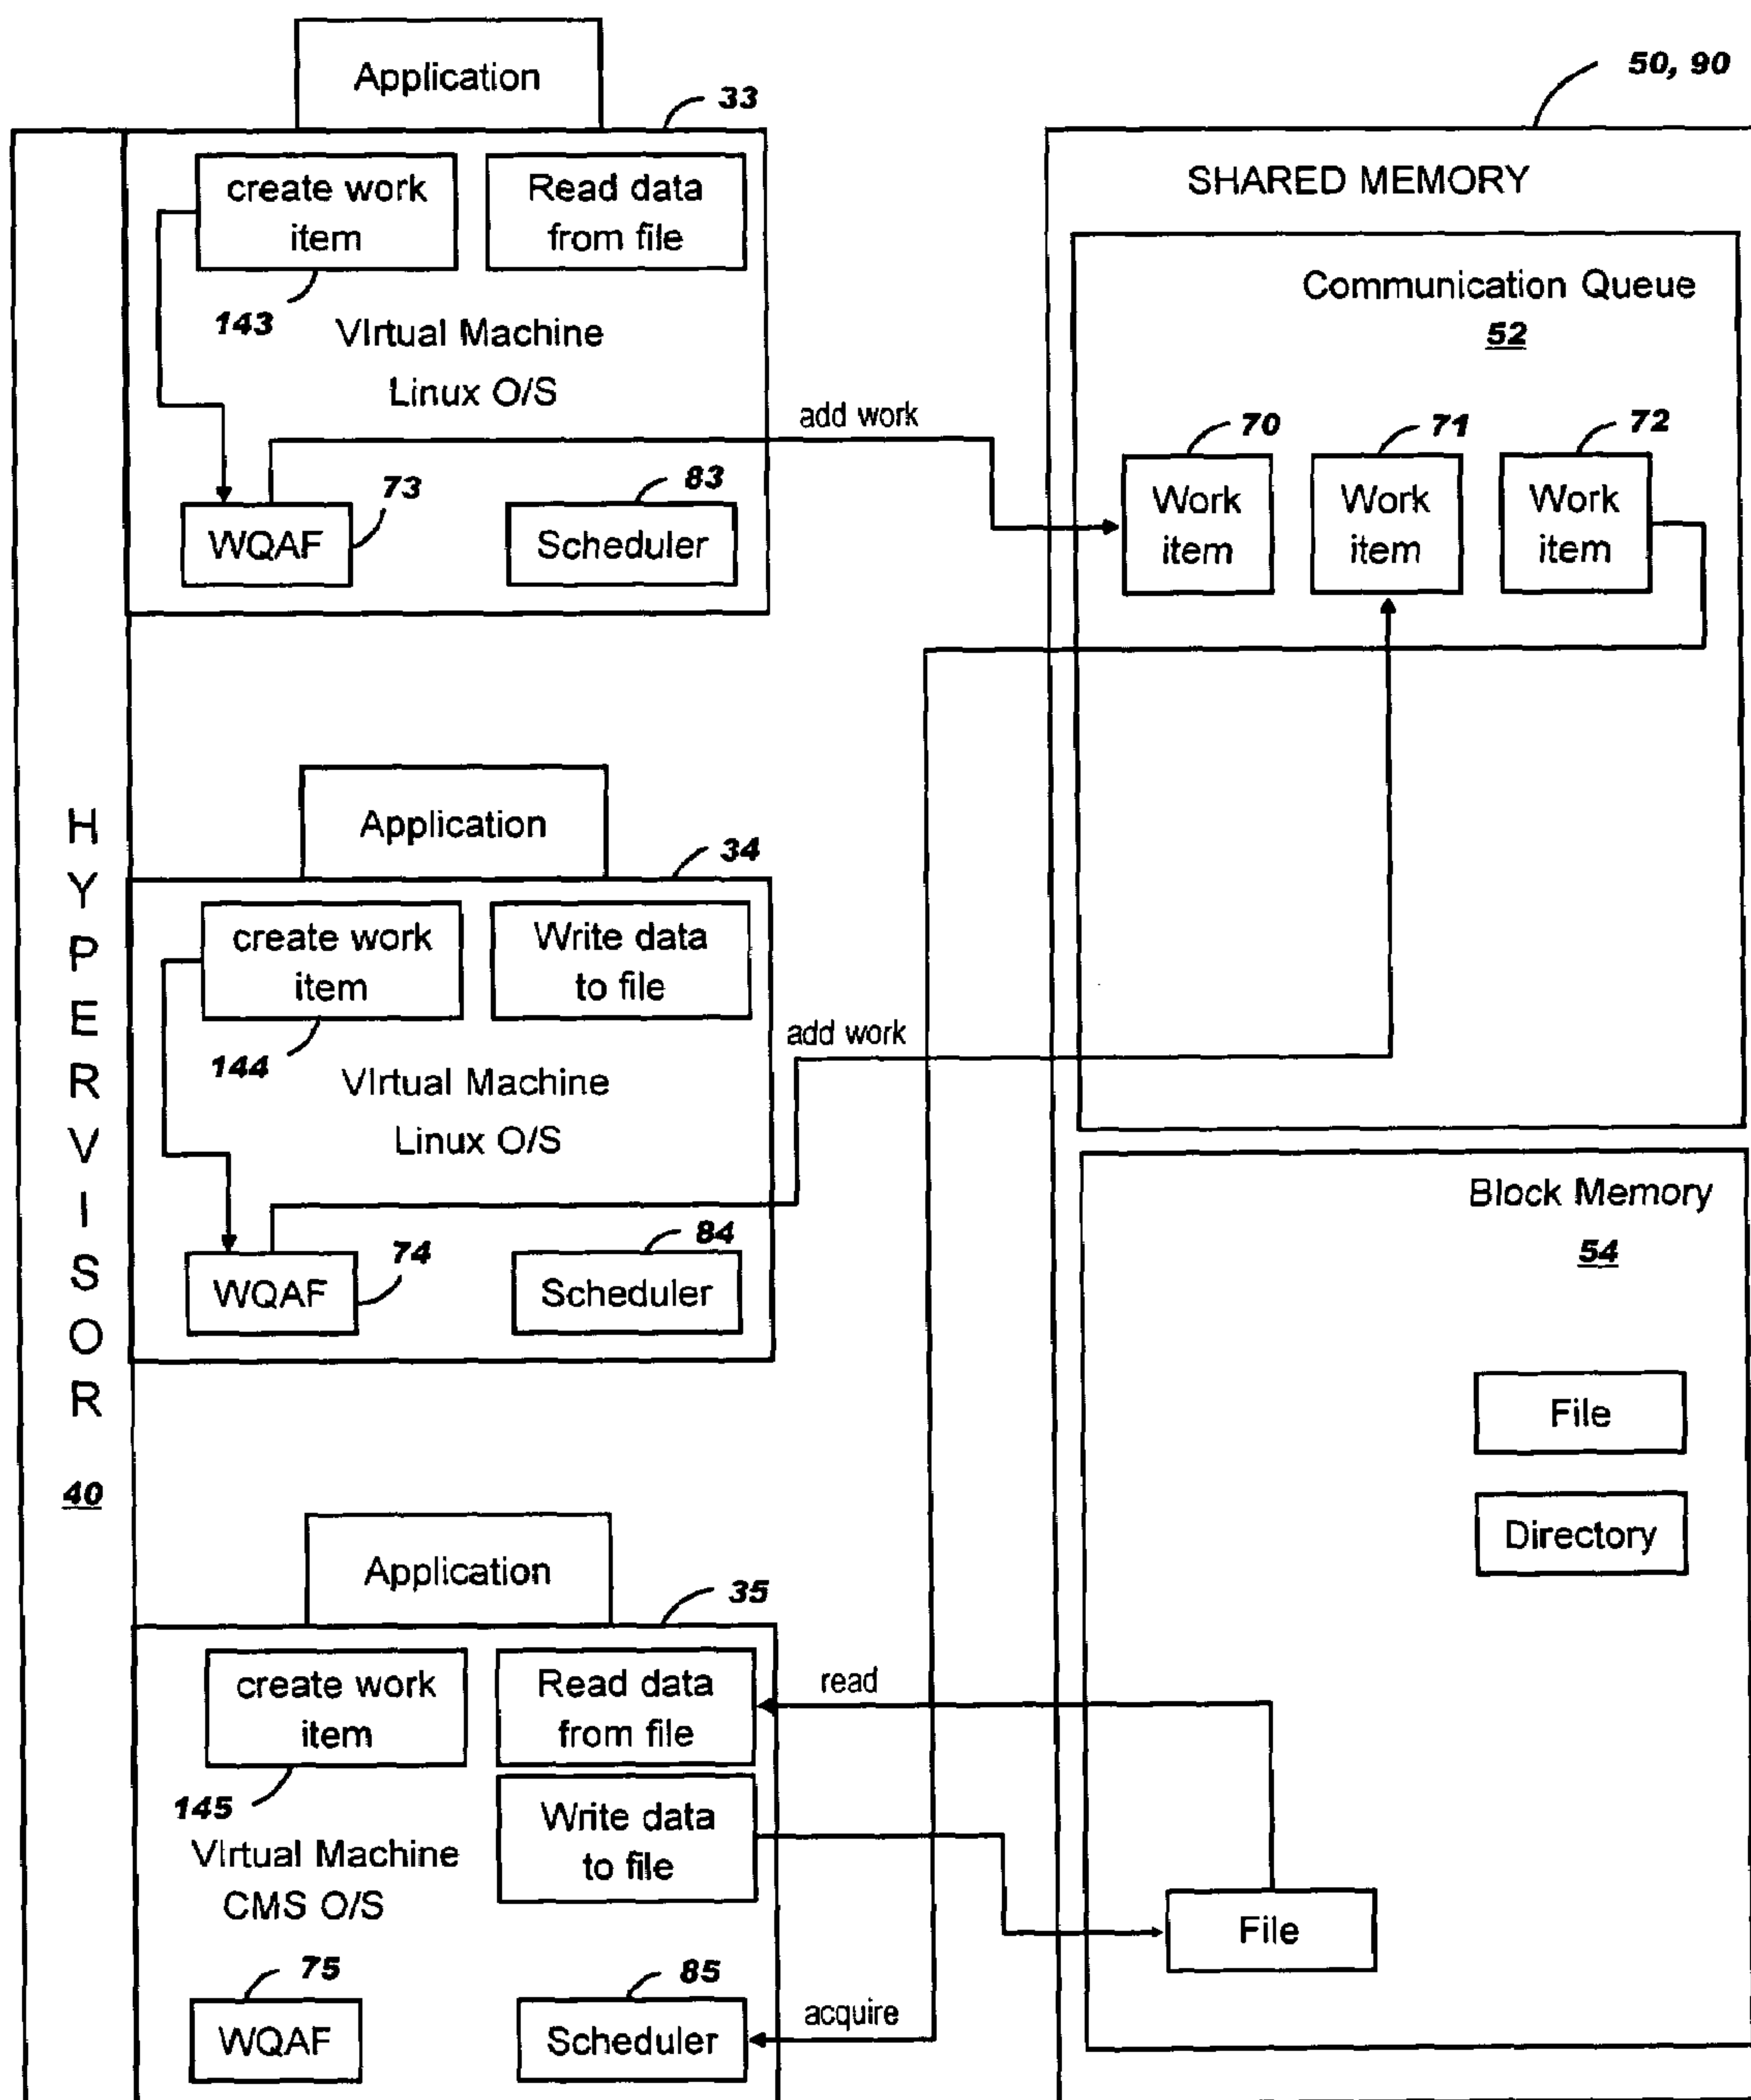 Application
33
50, 90
create work
item
Read data
from file
143
Virtual Machine
Linux O/S
73
WQAF
83
Scheduler
add work
SHARED MEMORY
Communication Queue
52
70
71
72
Work
item
Work
item
Work
item
HYPERVISOR
40
Application
34
create work
item
Write data
to file
144
Virtual Machine
Linux O/S
74
WQAF
84
Scheduler
add work
Block Memory
54
File
Directory
Application
35
create work
item
Read data
from file
read
145
Write data
to file
Virtual Machine
CMS O/S
File
75
WQAF
85
Scheduler
acquire